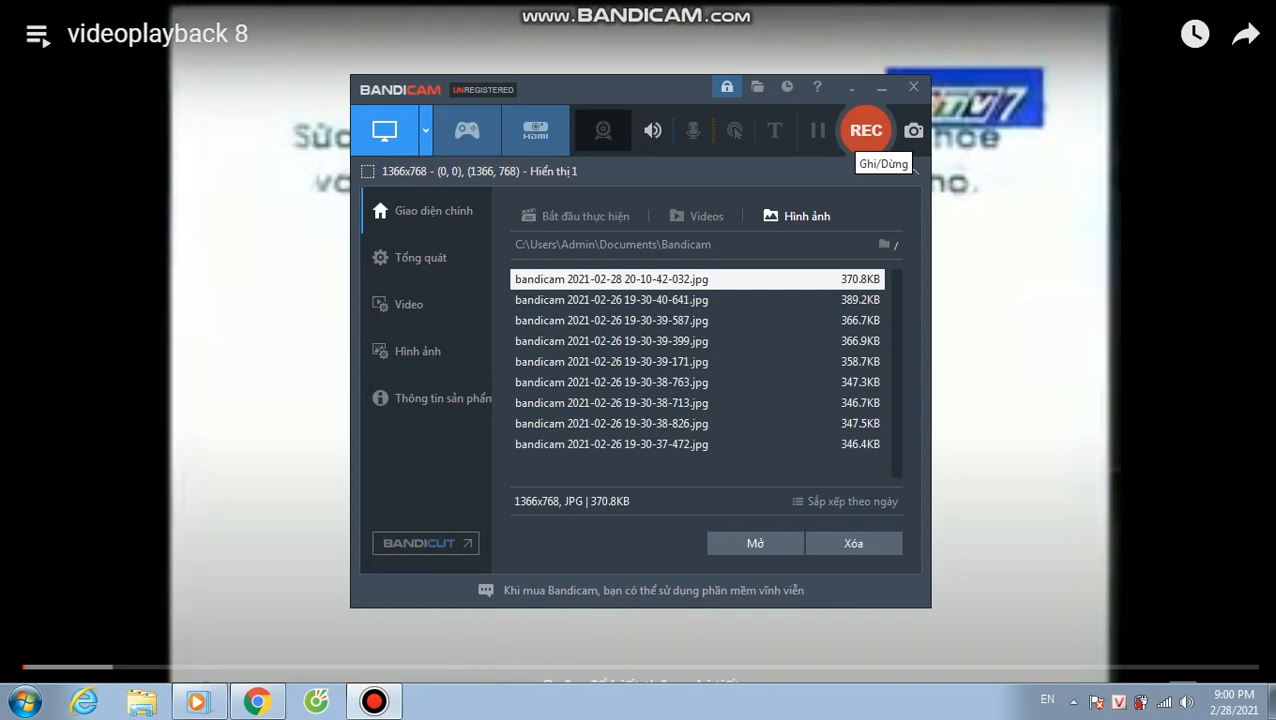 www.BANDICAM.com
videoplayback 8
BANDICAM UNREGISTERED
HDMI
T
REC
Ghi/Dừng
HTV7
1366x768 - (0, 0), (1366, 768) - Hiển thị 1
Giao diện chính
Tổng quát
Video
Hình ảnh
Thông tin sản phẩm
Bắt đầu thực hiện
Videos
Hình ảnh
C:\Users\Admin\Documents\Bandicam
/
bandicam 2021-02-28 20-10-42-032.jpg 370.8KB
bandicam 2021-02-26 19-30-40-641.jpg 389.2KB
bandicam 2021-02-26 19-30-39-587.jpg 366.7KB
bandicam 2021-02-26 19-30-39-399.jpg 366.9KB
bandicam 2021-02-26 19-30-39-171.jpg 358.7KB
bandicam 2021-02-26 19-30-38-763.jpg 347.3KB
bandicam 2021-02-26 19-30-38-713.jpg 346.7KB
bandicam 2021-02-26 19-30-38-826.jpg 347.5KB
bandicam 2021-02-26 19-30-37-472.jpg 346.4KB
1366x768, JPG | 370.8KB
Sắp xếp theo ngày
Mở
Xóa
BANDICUT
Khi mua Bandicam, bạn có thể sử dụng phần mềm vĩnh viễn
EN
9:00 PM
2/28/2021